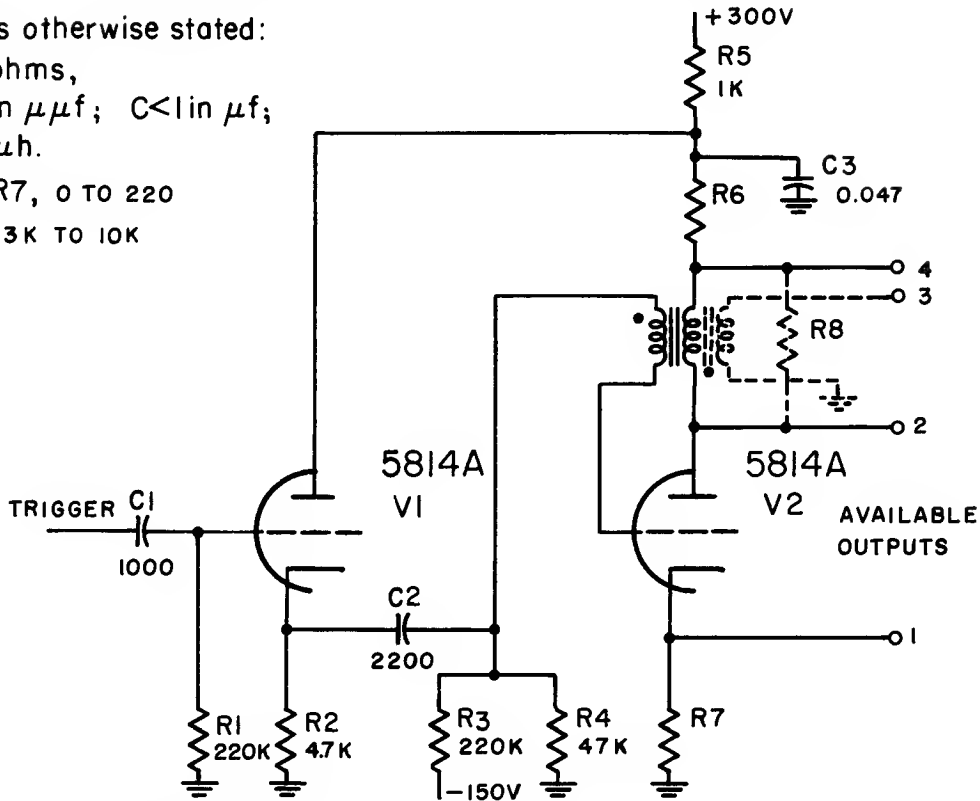 s otherwise stated:
ohms,
n μμf; C<1 in μf;
μh.
R7, 0 TO 220
3K TO 10K
+300V
R5
1K
C3
0.047
R6
4
3
R8
2
5814A
V1
5814A
V2
TRIGGER
C1
1000
AVAILABLE
OUTPUTS
C2
2200
1
R1
220K
R2
4.7K
R3
220K
R4
47K
R7
-150V